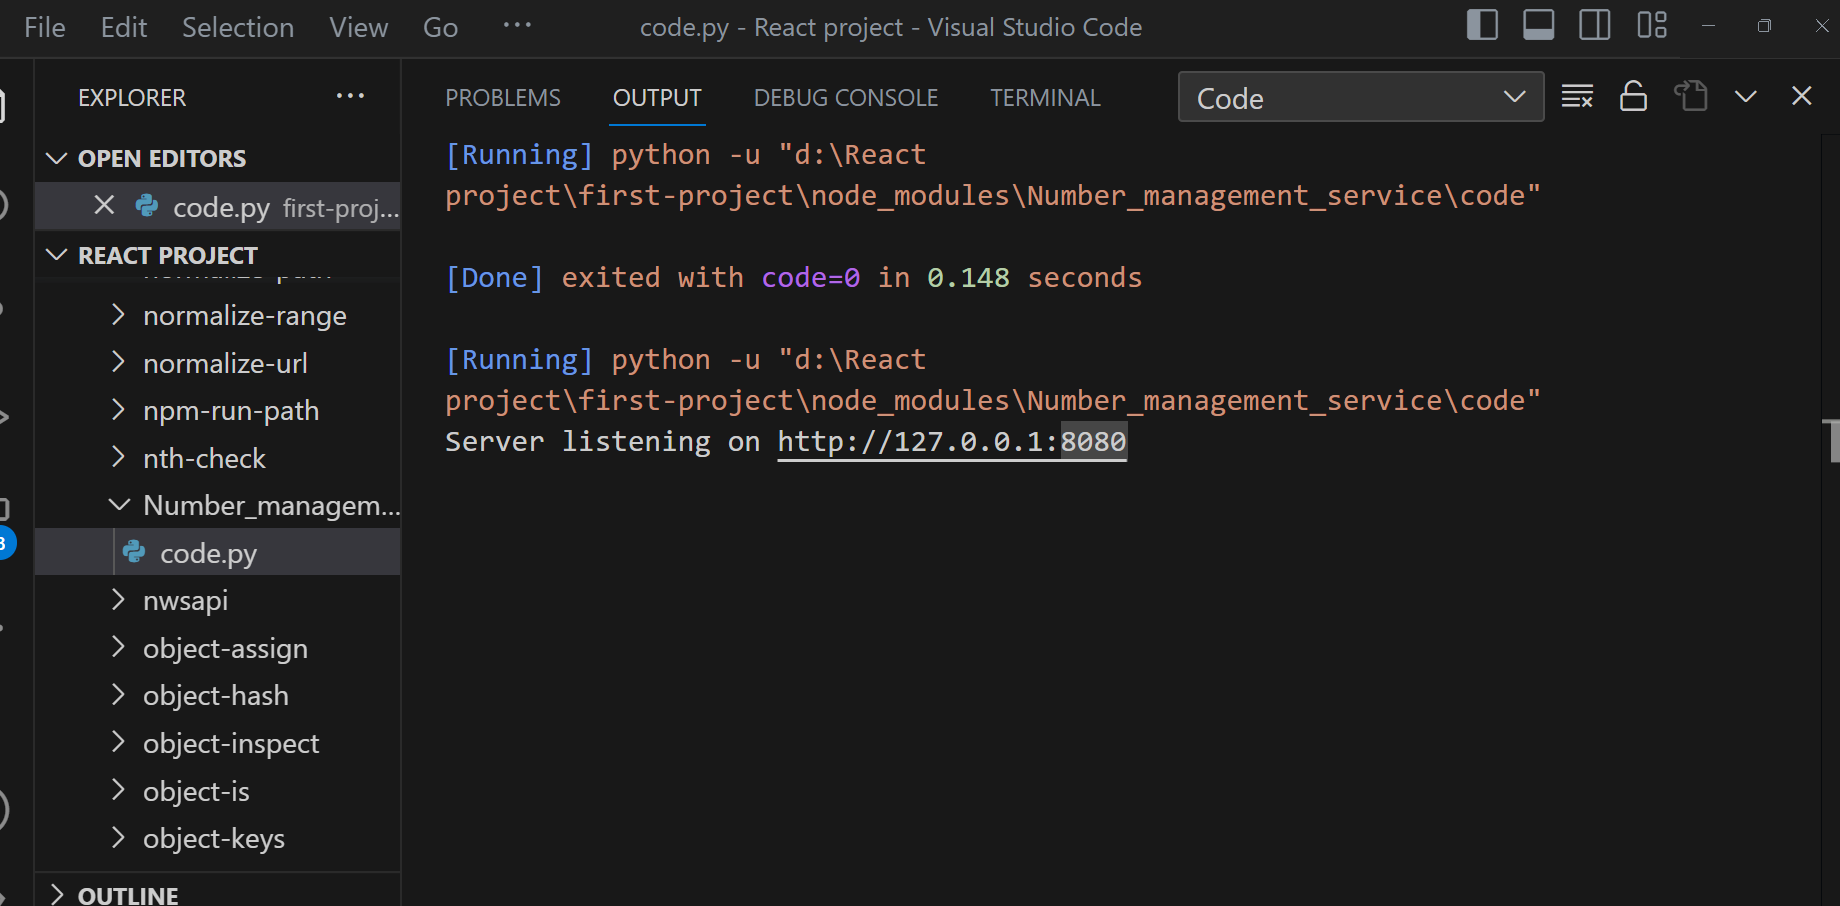 File Edit Selection View Go ··· code.py - React project - Visual Studio Code
EXPLORER ···
OPEN EDITORS
code.py first-proj...
REACT PROJECT
normalize-range
normalize-url
npm-run-path
nth-check
Number_managem...
code.py
nwsapi
object-assign
object-hash
object-inspect
object-is
object-keys
OUTLINE
PROBLEMS OUTPUT DEBUG CONSOLE TERMINAL Code
[Running] python -u "d:\React
project\first-project\node_modules\Number_management_service\code"
[Done] exited with code=0 in 0.148 seconds
[Running] python -u "d:\React
project\first-project\node_modules\Number_management_service\code"
Server listening on http://127.0.0.1:8080